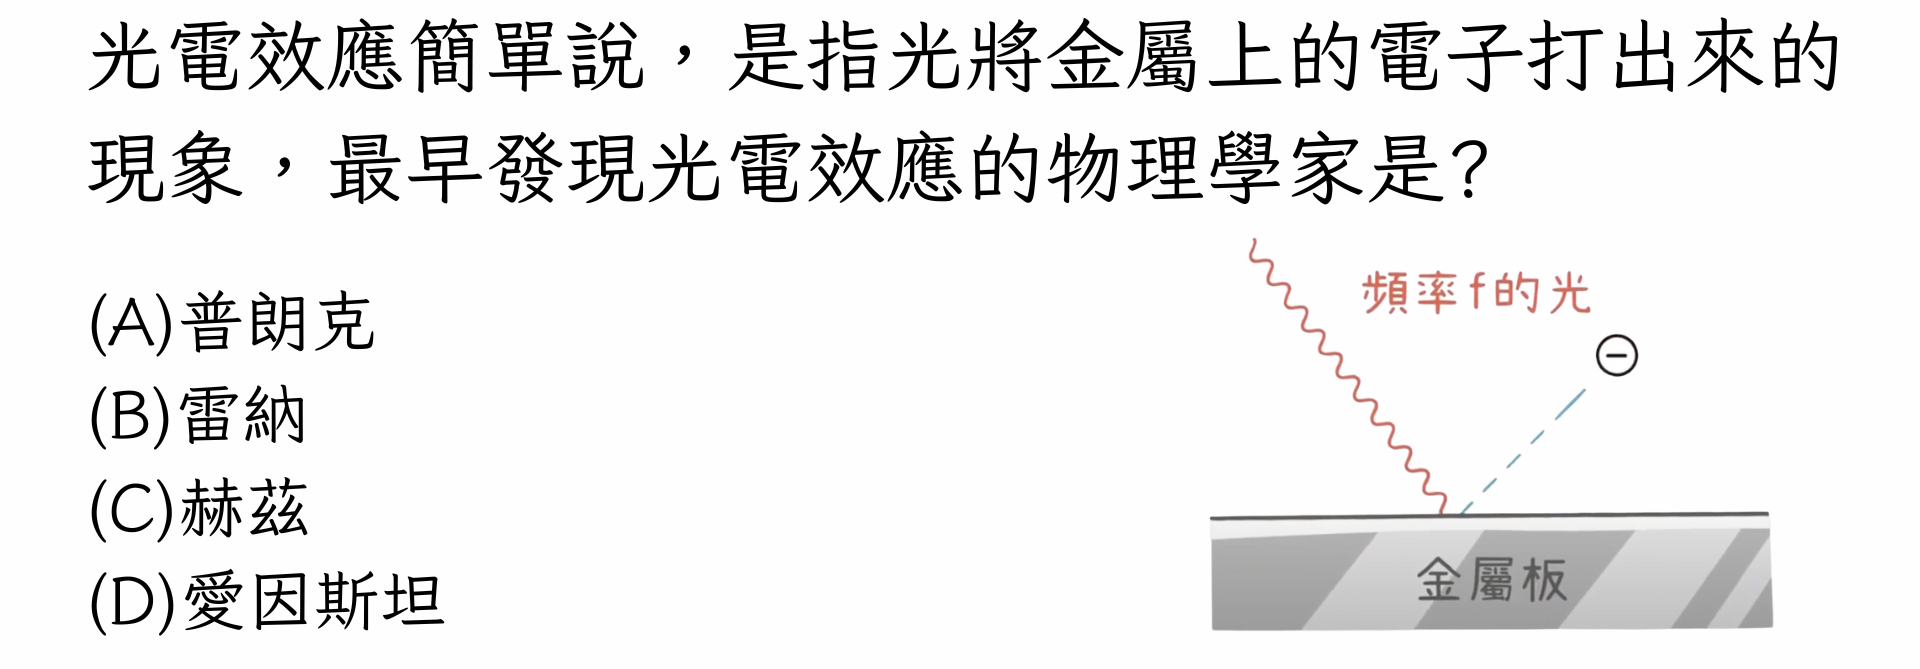 光電效應簡單說，是指光將金屬上的電子打出來的
現象，最早發現光電效應的物理學家是?
(A)普朗克
(B)雷納
(C)赫茲
(D)愛因斯坦
頻率f的光
金屬板